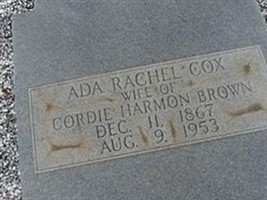 ADA RACHEL COX
WIFE OF
CORDIE HARMON BROWN
DEC. 11, 1867
AUG. 9, 1953